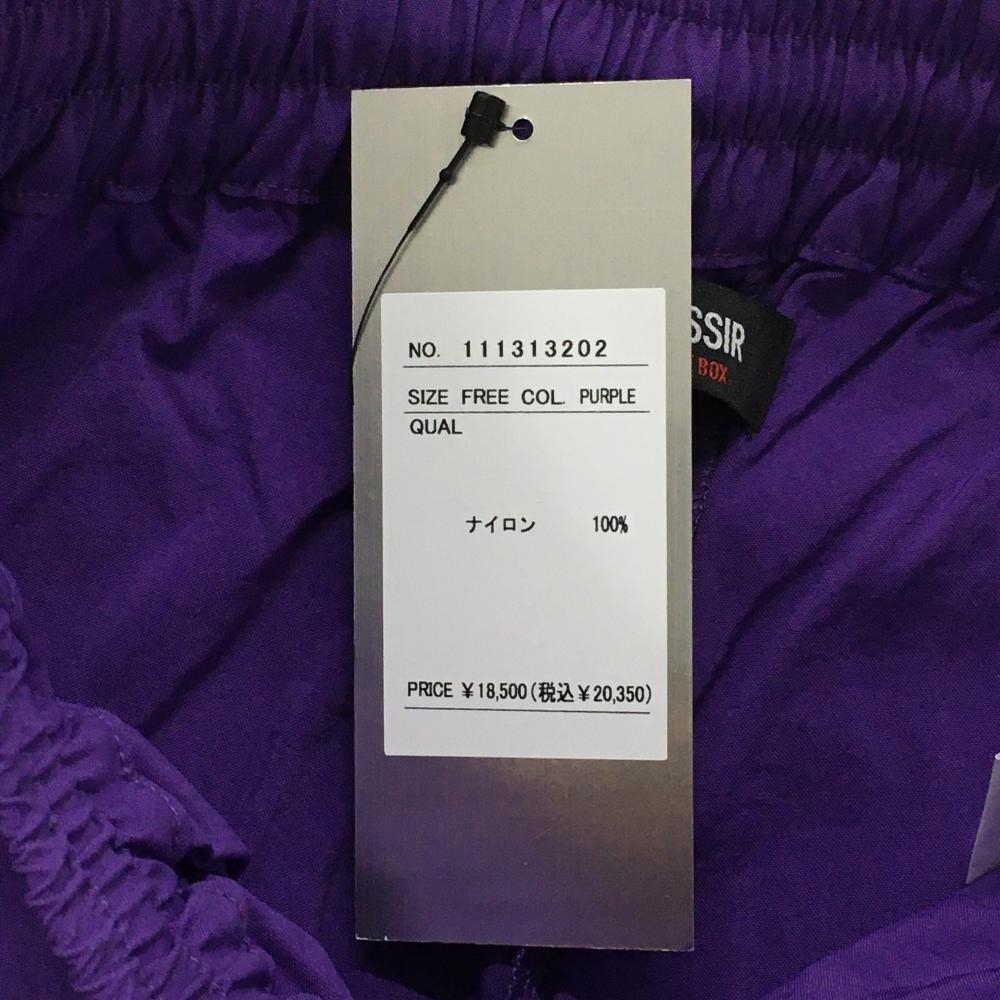 NO. 111313202
SIZE FREE COL. PURPLE
QUAL
ナイロン 100%
PRICE ¥18,500(税込¥20,350)
SSIR
BOX